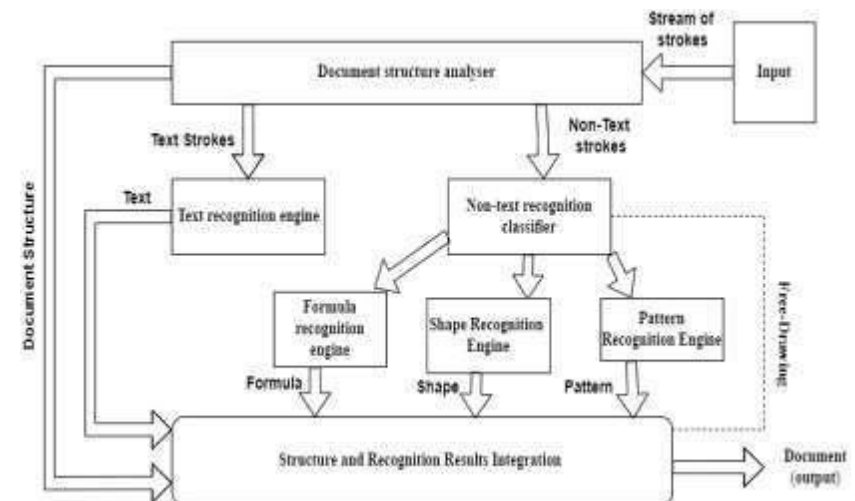 Stream of
strokes
Document structure analyser
Input
Text Strokes
Non-Text
strokes
Document Structure
Text
Text recognition engine
Non-text recognition
classifier
Free-Drawing
Formula
recognition
engine
Shape Recognition
Engine
Pattern
Recognition Engine
Formula
Shape
Pattern
Structure and Recognition Results Integration
Document
(output)